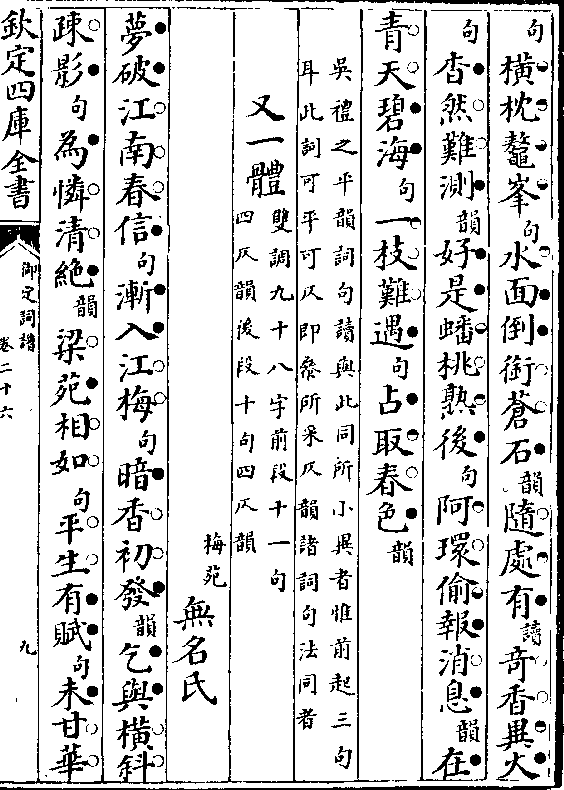 句橫枕鼇峯句水面倒銜蒼石韻隨處有讀奇香異火
句杳然難測韻好是蟠桃熟後句阿環偷報消息韻在
青天碧海句一枝難遇句占取春色韻
吳禮之平韻詞句讀與此同所小異者惟前起三句
耳此詞可平可仄即叅所采仄韻諸詞句法同者
又一體雙調九十八字前段十一句
四仄韻後段十句四仄韻
梅苑無名氏
夢破江南春信句漸入江梅句暗香初發韻乞與橫斜
疎影句為憐清絶韻梁苑相如句平生有賦句未甘華
欽定四庫全書
御定詞譜
卷二十六
九